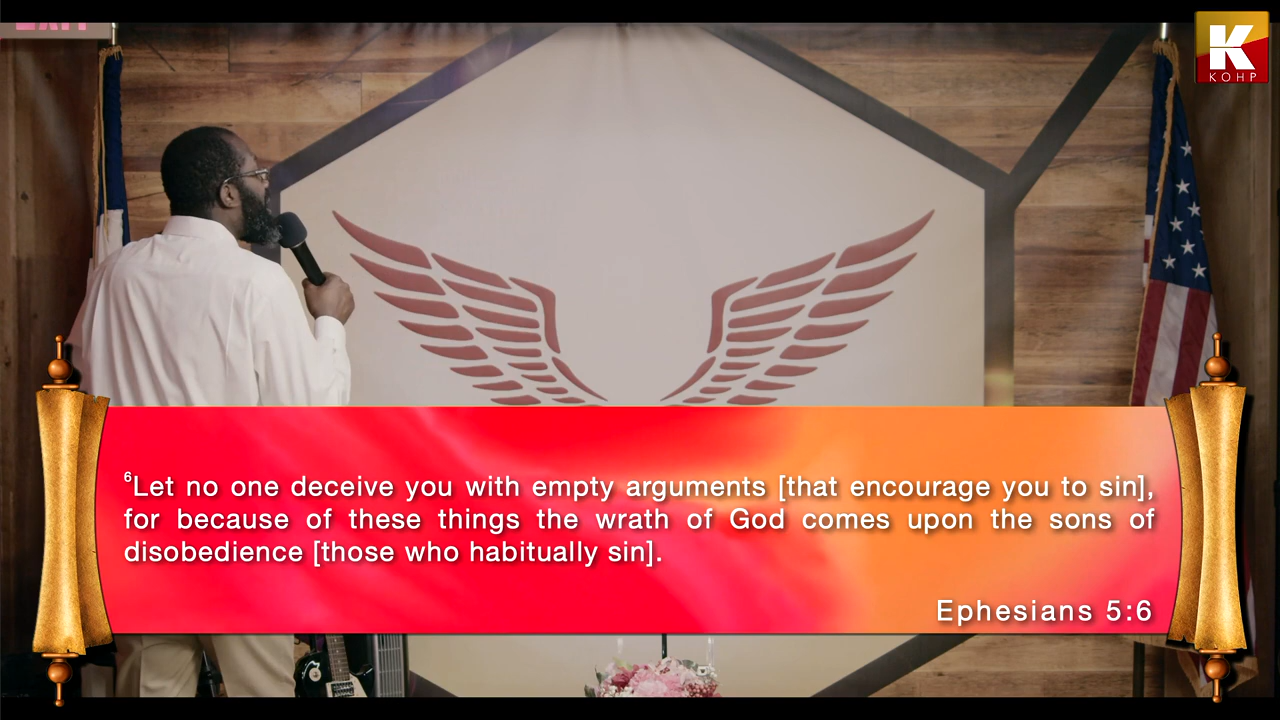 EXIT
K
KOHP
6Let no one deceive you with empty arguments [that encourage you to sin],
for because of these things the wrath of God comes upon the sons of
disobedience [those who habitually sin].
Ephesians 5:6